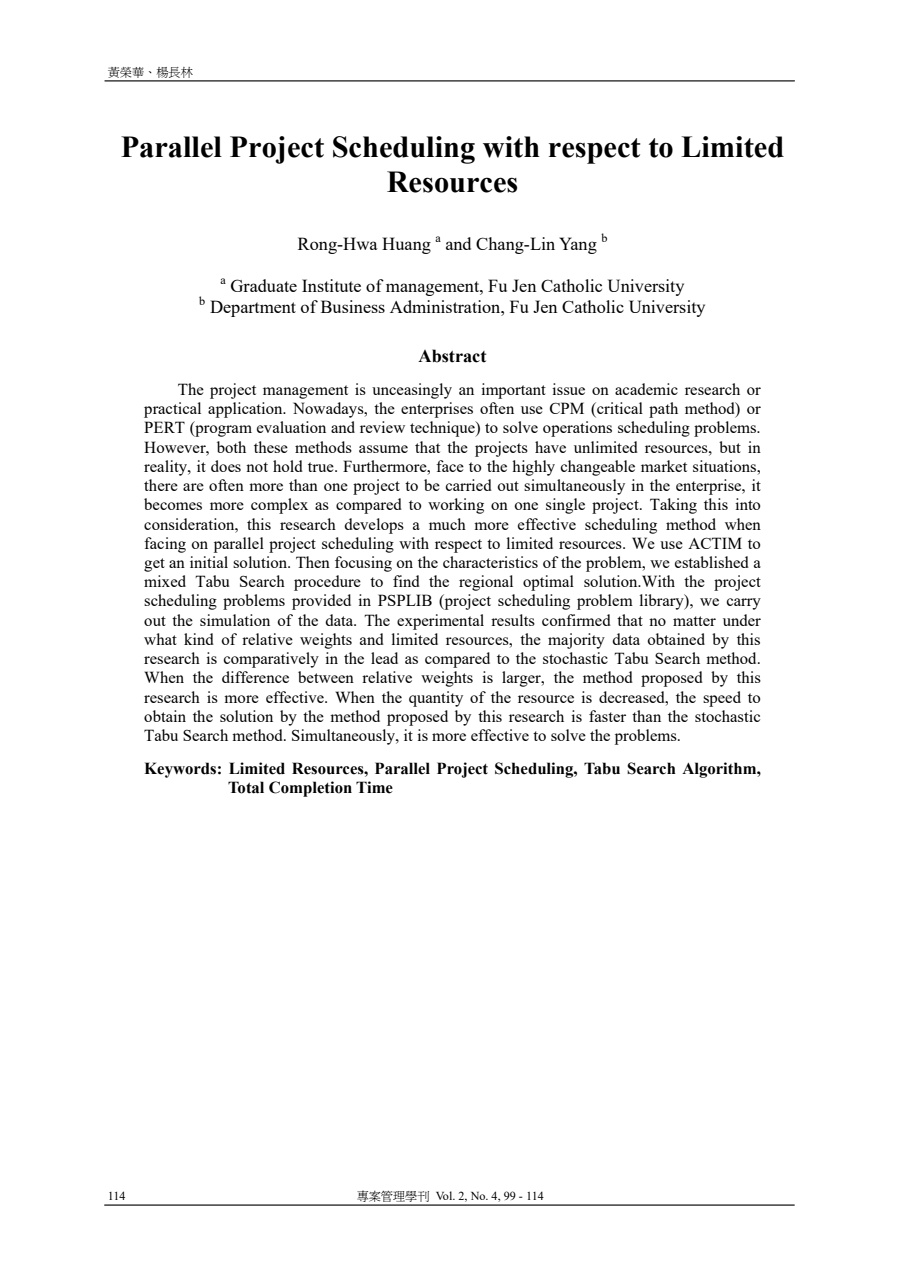 黃榮華、楊長林
Parallel Project Scheduling with respect to Limited
Resources
Rong-Hwa Huang a and Chang-Lin Yang b
a Graduate Institute of management, Fu Jen Catholic University
b Department of Business Administration, Fu Jen Catholic University
Abstract
The project management is unceasingly an important issue on academic research or
practical application. Nowadays, the enterprises often use CPM (critical path method) or
PERT (program evaluation and review technique) to solve operations scheduling problems.
However, both these methods assume that the projects have unlimited resources, but in
reality, it does not hold true. Furthermore, face to the highly changeable market situations,
there are often more than one project to be carried out simultaneously in the enterprise, it
becomes more complex as compared to working on one single project. Taking this into
consideration, this research develops a much more effective scheduling method when
facing on parallel project scheduling with respect to limited resources. We use ACTIM to
get an initial solution. Then focusing on the characteristics of the problem, we established a
mixed Tabu Search procedure to find the regional optimal solution.With the project
scheduling problems provided in PSPLIB (project scheduling problem library), we carry
out the simulation of the data. The experimental results confirmed that no matter under
what kind of relative weights and limited resources, the majority data obtained by this
research is comparatively in the lead as compared to the stochastic Tabu Search method.
When the difference between relative weights is larger, the method proposed by this
research is more effective. When the quantity of the resource is decreased, the speed to
obtain the solution by the method proposed by this research is faster than the stochastic
Tabu Search method. Simultaneously, it is more effective to solve the problems.
Keywords: Limited Resources, Parallel Project Scheduling, Tabu Search Algorithm,
Total Completion Time
114 專案管理學刊 Vol. 2, No. 4, 99 - 114